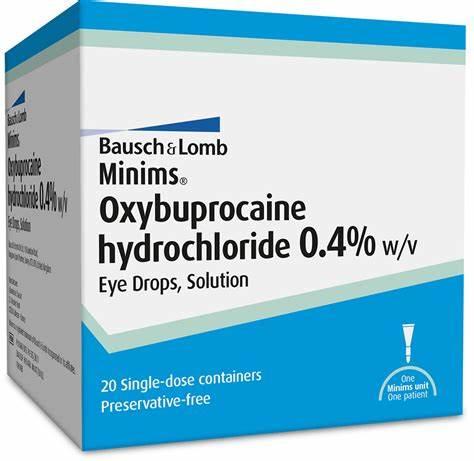 Bausch & Lomb
Minims®
Oxybuprocaine
hydrochloride 0.4% w/v
Eye Drops, Solution
20 Single-dose containers
Preservative-free
One
Minims unit
One patient
Bausch & Lomb
Minims®
Oxybuprocaine
hydrochloride 0.4% w/v
Eye Drops, Solution